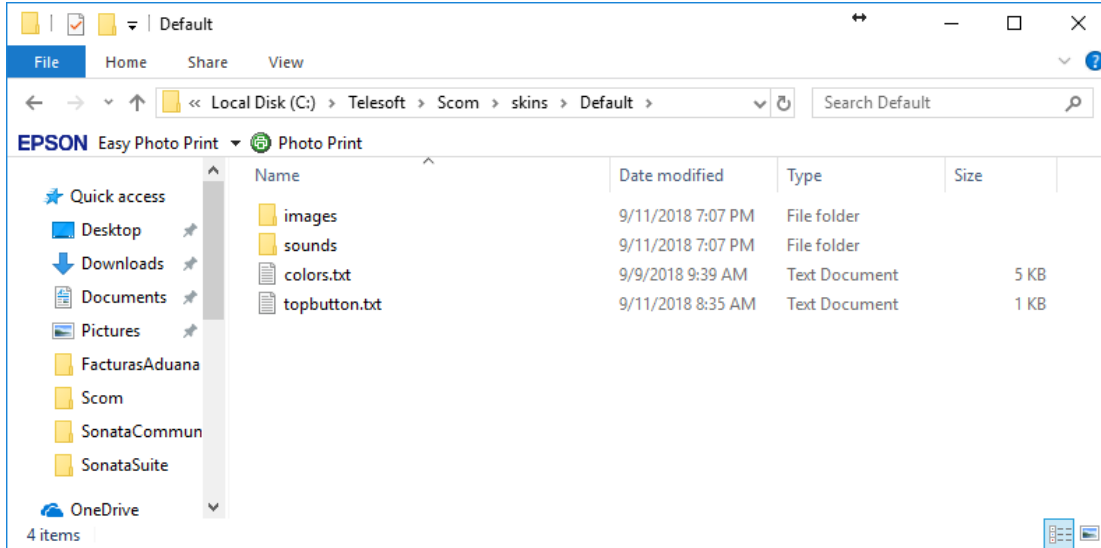 Default
File Home Share View
« Local Disk (C:) > Telesoft > Scom > skins > Default > Search Default
EPSON Easy Photo Print Photo Print
Name Date modified Type Size
Quick access
Desktop
Downloads
Documents
Pictures
FacturasAduana
Scom
SonataCommun
SonataSuite
OneDrive
images 9/11/2018 7:07 PM File folder
sounds 9/11/2018 7:07 PM File folder
colors.txt 9/9/2018 9:39 AM Text Document 5 KB
topbutton.txt 9/11/2018 8:35 AM Text Document 1 KB
4 items